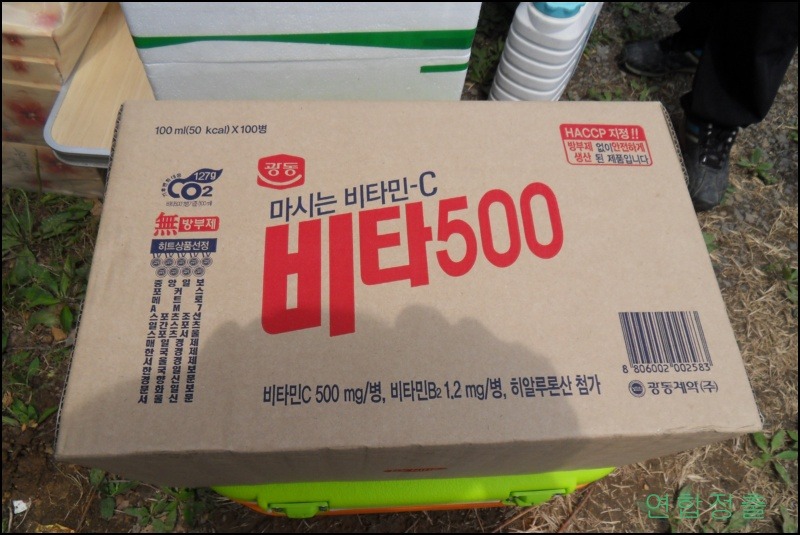 100 ml(50 kcal) X 100병
HACCP 지정!!
방부제 없이 안전하게
생산 된 제품입니다
127g
CO2
광동
마시는 비타민-C
비타500
無 방부제
히트상품선정
비타민C 500 mg/병, 비타민B2 1.2 mg/병, 히알루론산 첨가
8 806002 002583
광동제약(주)
연합정출